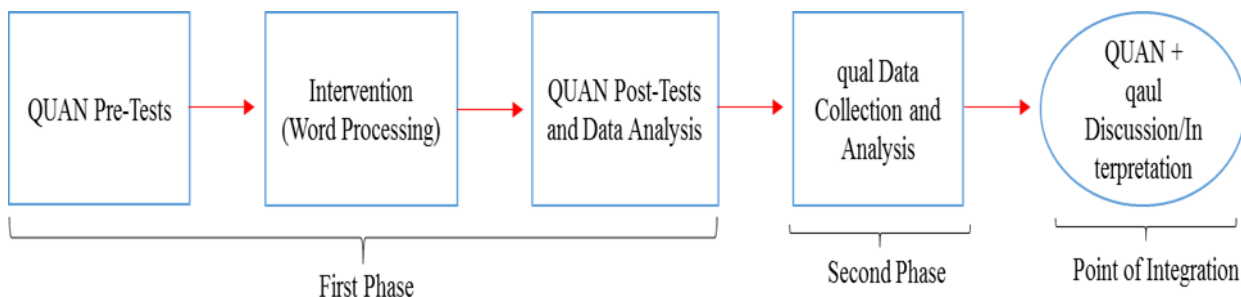 QUAN Pre-Tests
Intervention
(Word Processing)
QUAN Post-Tests
and Data Analysis
qual Data
Collection and
Analysis
QUAN +
qaul
Discussion/In
terpretation
First Phase
Second Phase
Point of Integration